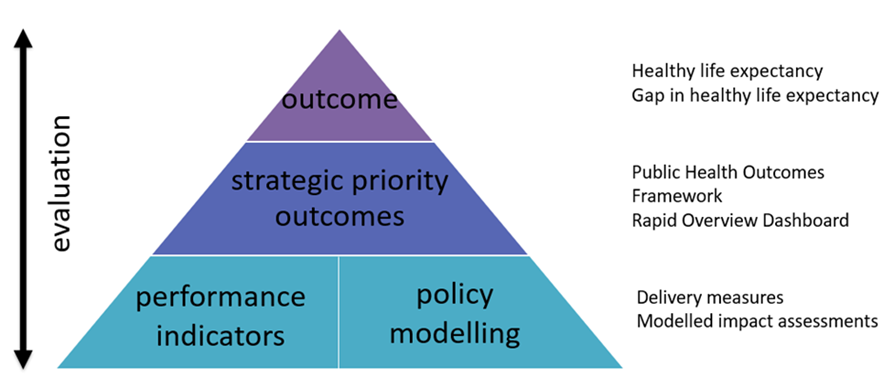 evaluation
outcome
Healthy life expectancy
Gap in healthy life expectancy
strategic priority
outcomes
Public Health Outcomes
Framework
Rapid Overview Dashboard
performance
indicators
policy
modelling
Delivery measures
Modelled impact assessments